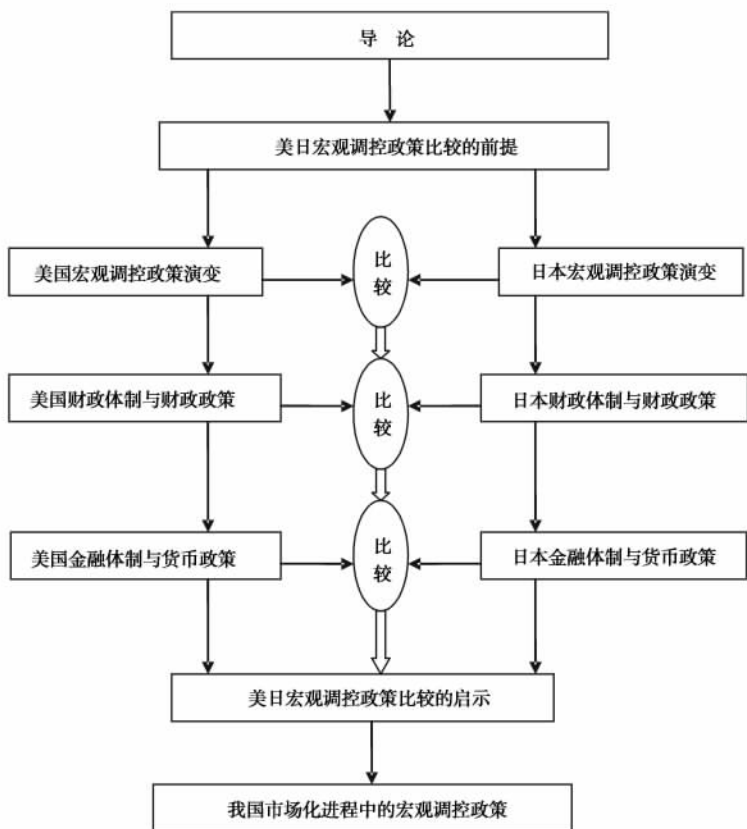 导 论
美日宏观调控政策比较的前提
美国宏观调控政策演变
比
较
日本宏观调控政策演变
美国财政体制与财政政策
比
较
日本财政体制与财政政策
美国金融体制与货币政策
比
较
日本金融体制与货币政策
美日宏观调控政策比较的启示
我国市场化进程中的宏观调控政策